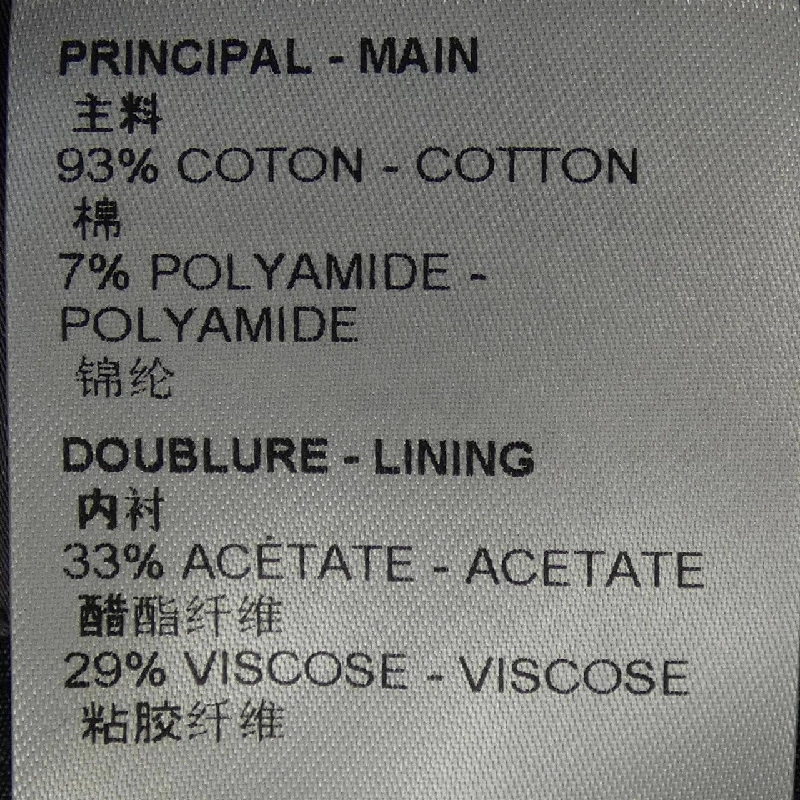 PRINCIPAL - MAIN
主料
93% COTON - COTTON
棉
7% POLYAMIDE -
POLYAMIDE
锦纶
DOUBLURE - LINING
内衬
33% ACÉTATE - ACETATE
醋酯纤维
29% VISCOSE - VISCOSE
粘胶纤维